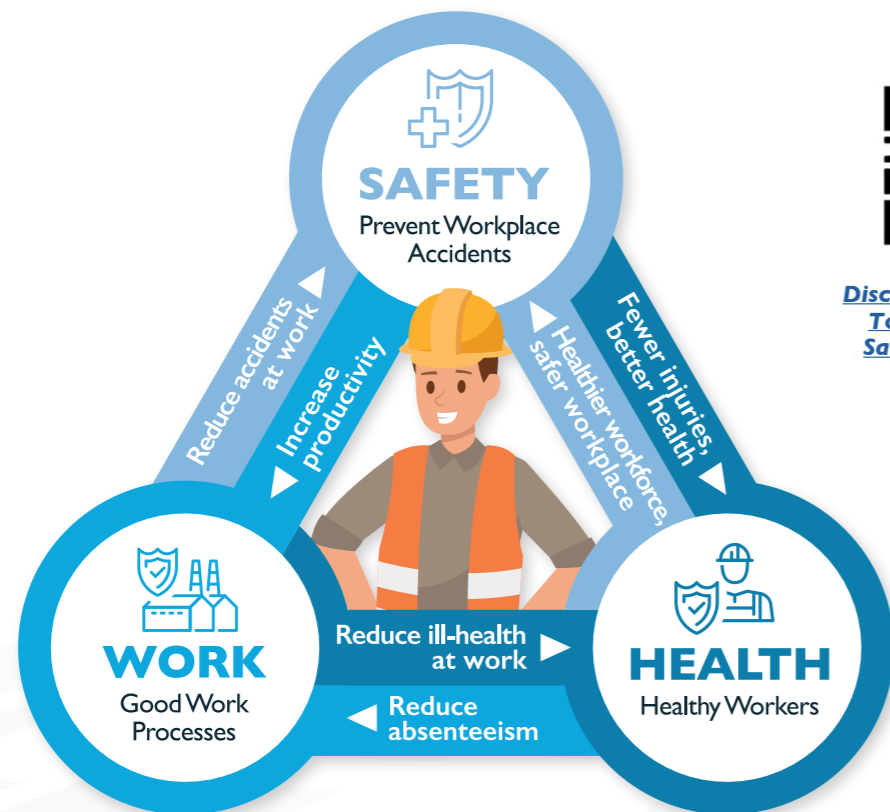 SAFETY
Prevent Workplace
Accidents
Reduce accidents
at work
Increase
productivity
Healthier workforce,
safer workplace
Fewer injuries,
better health
WORK
Good Work
Processes
Reduce ill-health
at work
Reduce
absenteeism
HEALTH
Healthy Workers